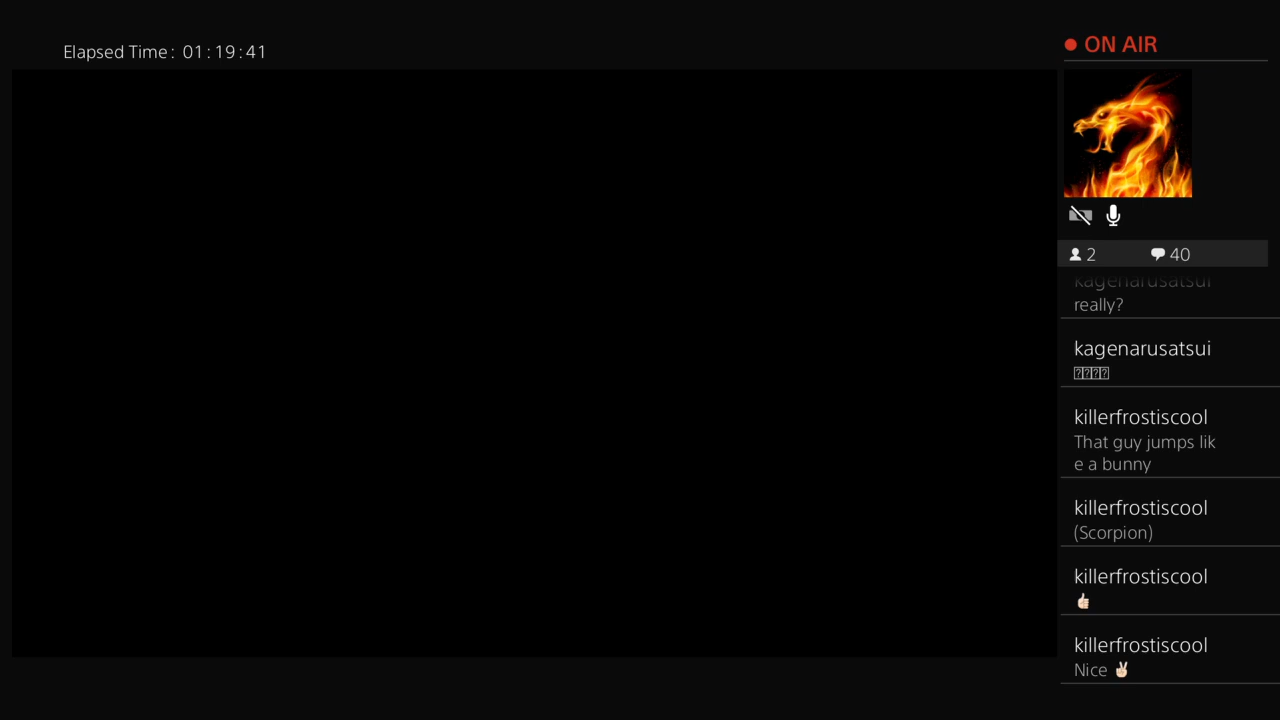 Elapsed Time: 01:19:41
ON AIR
2 40
kagenarusatsui
really?
kagenarusatsui
killerfrostiscool
That guy jumps lik
e a bunny
killerfrostiscool
(Scorpion)
killerfrostiscool
👍🏻
killerfrostiscool
Nice ✌🏻